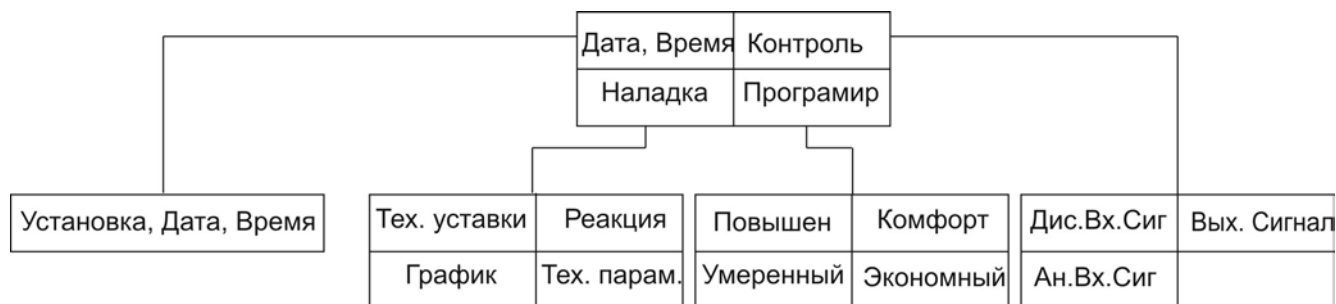 Дата, Время Контроль
Наладка Програмир
Установка, Дата, Время
Тех. уставки Реакция
График Тех. парам.
Повышен Комфорт
Умеренный Экономный
Дис.Вх.Сиг Вых. Сигнал
Ан.Вх.Сиг